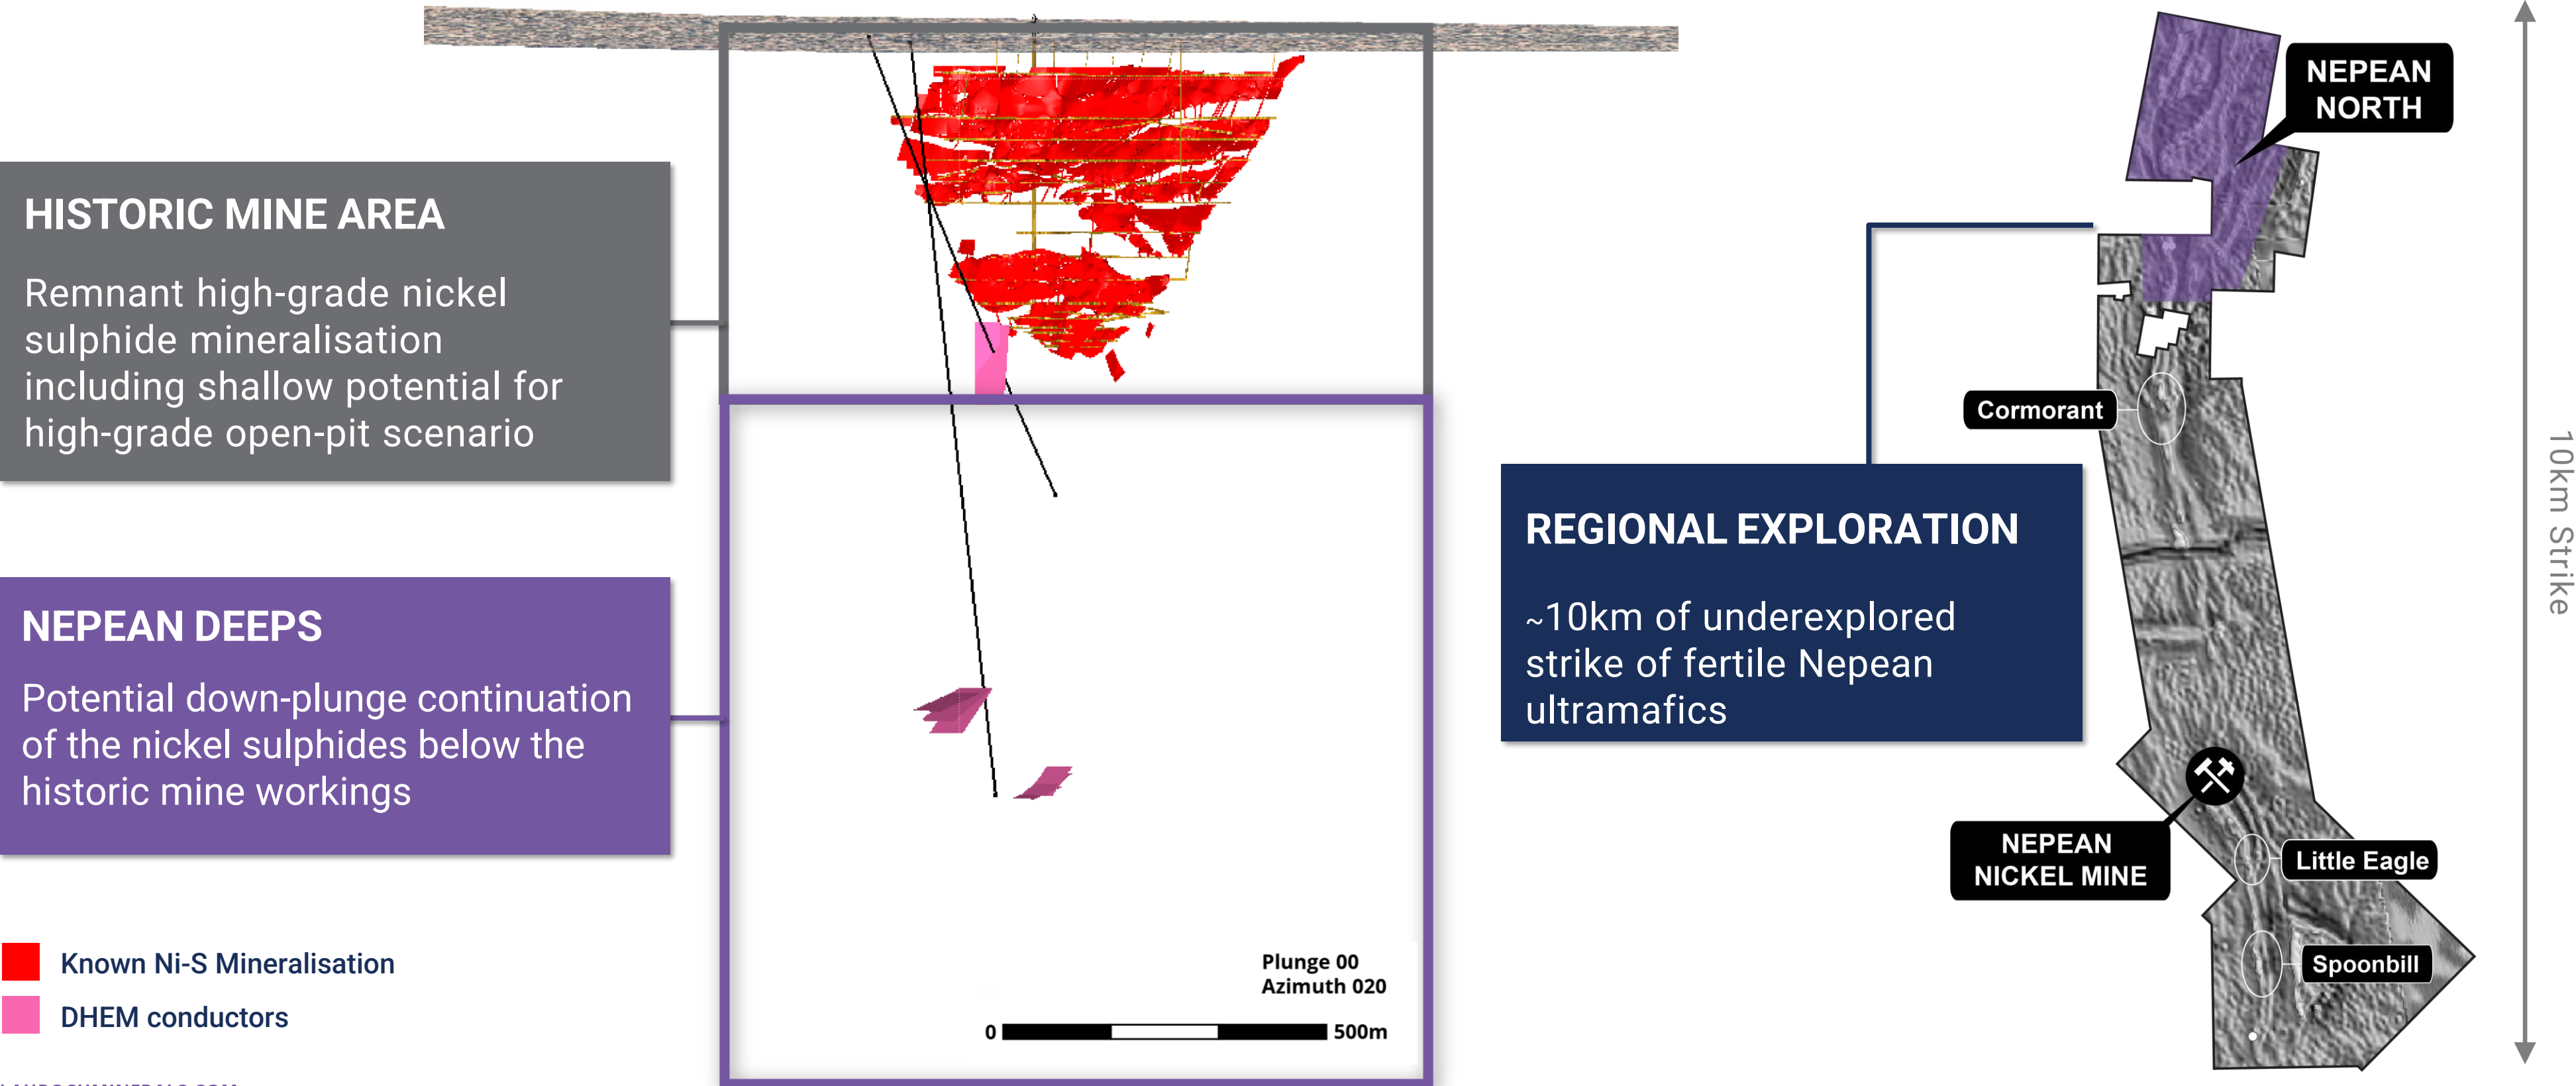 HISTORIC MINE AREA
Remnant high-grade nickel
sulphide mineralisation
including shallow potential for
high-grade open-pit scenario
NEPEAN DEEPS
Potential down-plunge continuation
of the nickel sulphides below the
historic mine workings
Known Ni-S Mineralisation
DHEM conductors
Plunge 00
Azimuth 020
0 500m
REGIONAL EXPLORATION
~10km of underexplored
strike of fertile Nepean
ultramafics
NEPEAN
NORTH
Cormorant
NEPEAN
NICKEL MINE
Little Eagle
Spoonbill
10km Strike